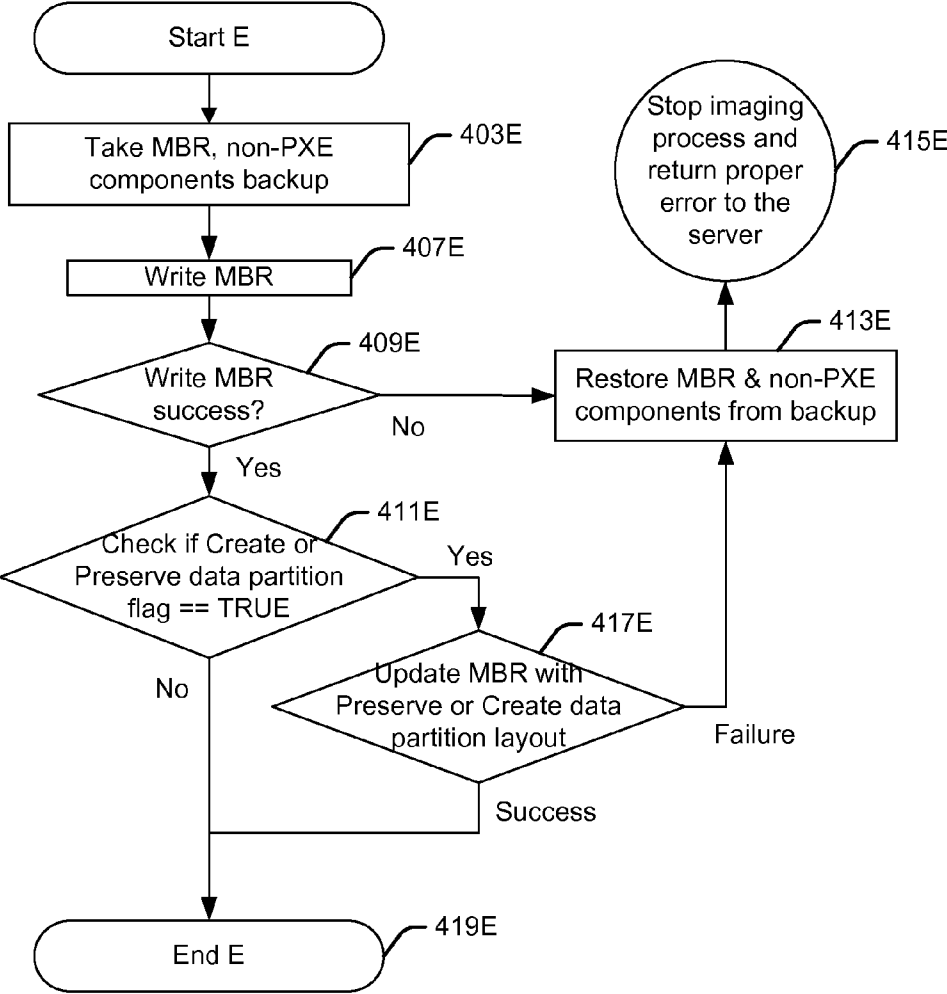 Start E
Take MBR, non-PXE
components backup
403E
Write MBR
407E
Write MBR
success?
409E
No
Yes
Check if Create or
Preserve data partition
flag == TRUE
411E
Yes
No
Update MBR with
Preserve or Create data
partition layout
417E
Failure
Success
Restore MBR & non-PXE
components from backup
413E
Stop imaging
process and
return proper
error to the
server
415E
End E
419E